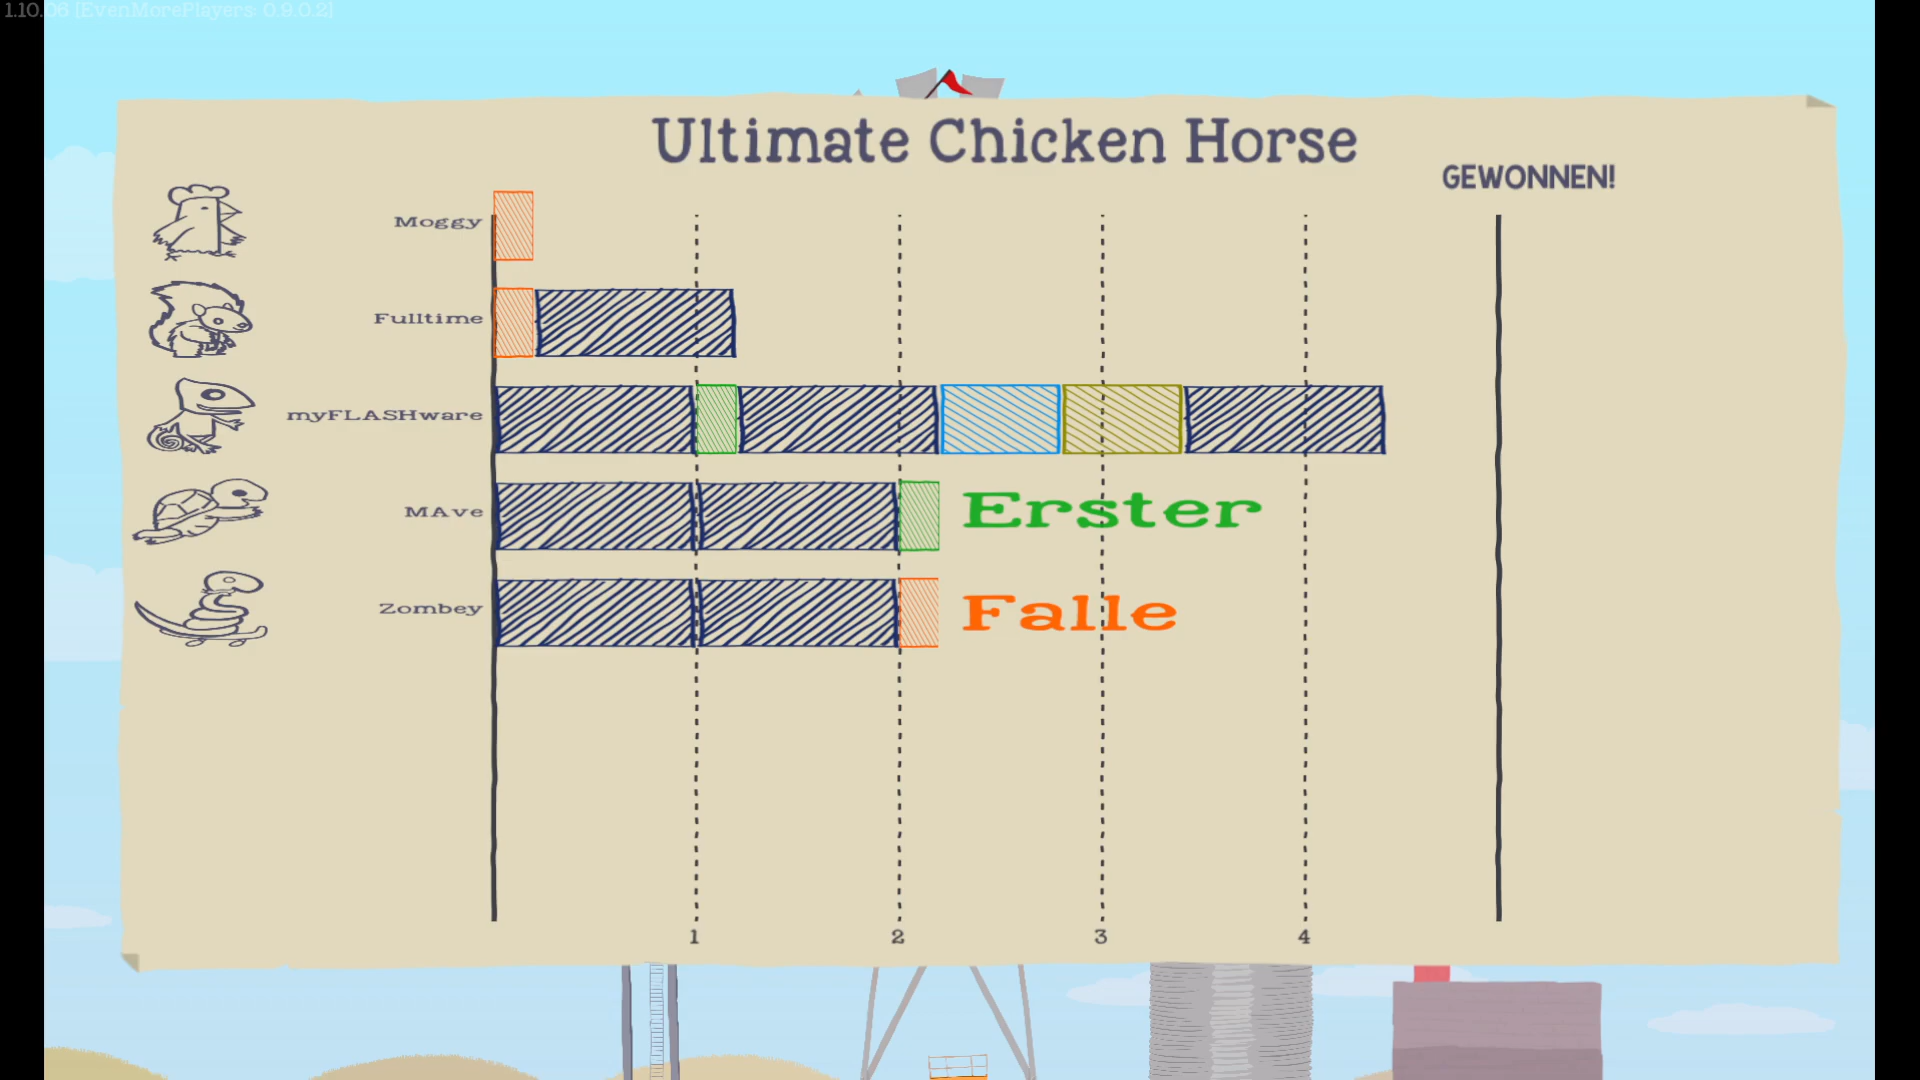 1.10.06 [EvenMorePlayers: 0.9.0.2]
Ultimate Chicken Horse
GEWONNEN!
Moggy
Fulltime
myFLASHware
MAve
Erster
Zombey
Falle
1 2 3 4